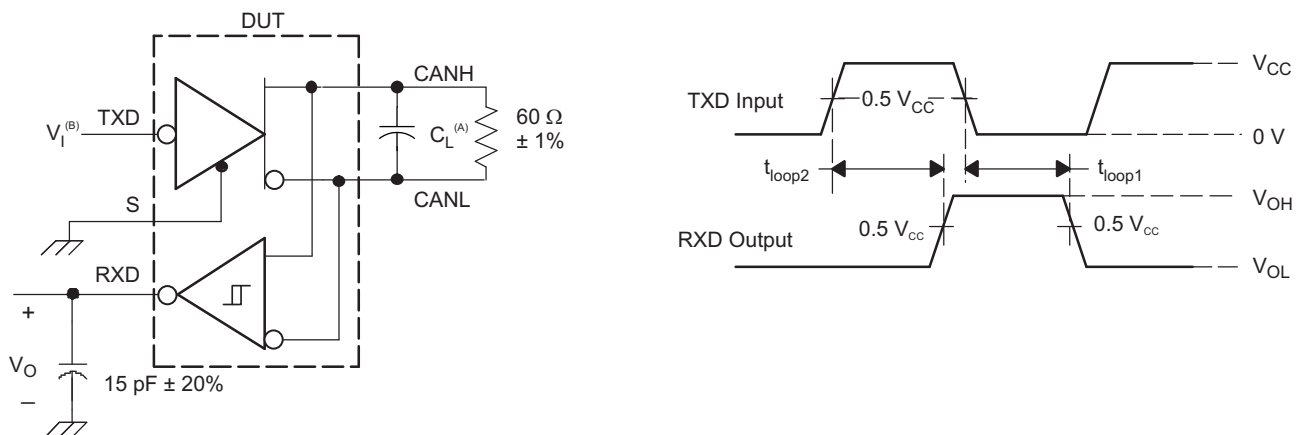 DUT
CANH
TXD
V_I^(B)
C_L^(A)
60 Ω
± 1%
S
CANL
RXD
+
V_O
–
15 pF ± 20%
V_CC
TXD Input
0.5 V_CC
0 V
t_loop2
t_loop1
V_OH
RXD Output
0.5 V_CC
0.5 V_CC
V_OL